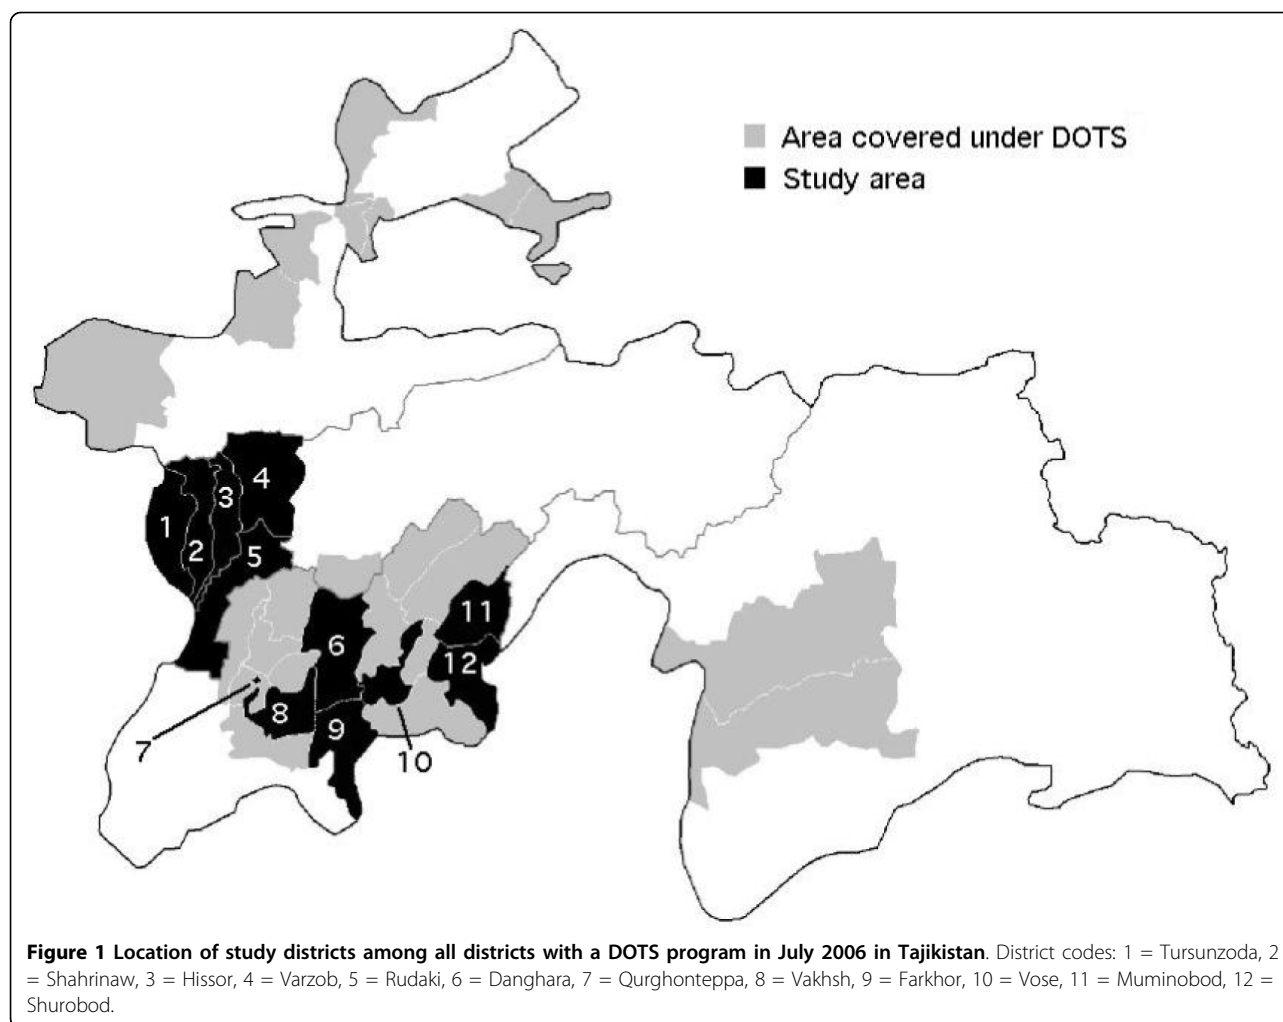 Area covered under DOTS
Study area
4
3
1
2
5
11
6
12
8
9
7
10
Figure 1 Location of study districts among all districts with a DOTS program in July 2006 in Tajikistan. District codes: 1 = Tursunzoda, 2
= Shahrinaw, 3 = Hissor, 4 = Varzob, 5 = Rudaki, 6 = Danghara, 7 = Qurghonteppa, 8 = Vakhsh, 9 = Farkhor, 10 = Vose, 11 = Muminobod, 12 =
Shurobod.